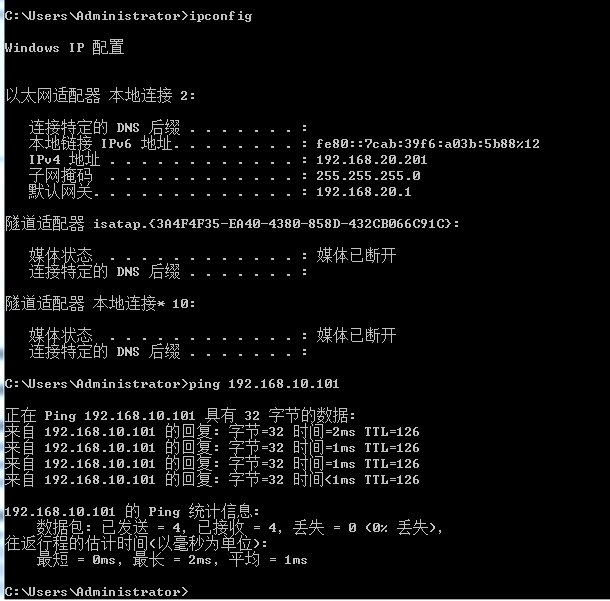 C:\Users\Administrator>ipconfig
Windows IP 配置
以太网适配器 本地连接 2:
连接特定的 DNS 后缀 . . . . . . . :
本地链接 IPv6 地址. . . . . . . . : fe80::7cab:39f6:a03b:5b88%12
IPv4 地址 . . . . . . . . . . . . : 192.168.20.201
子网掩码 . . . . . . . . . . . . : 255.255.255.0
默认网关. . . . . . . . . . . . . : 192.168.20.1
隧道适配器 isatap.{3A4F4F35-EA40-4380-858D-432CB066C91C}:
媒体状态 . . . . . . . . . . . . : 媒体已断开
连接特定的 DNS 后缀 . . . . . . . :
隧道适配器 本地连接* 10:
媒体状态 . . . . . . . . . . . . : 媒体已断开
连接特定的 DNS 后缀 . . . . . . . :
C:\Users\Administrator>ping 192.168.10.101
正在 Ping 192.168.10.101 具有 32 字节的数据:
来自 192.168.10.101 的回复: 字节=32 时间=2ms TTL=126
来自 192.168.10.101 的回复: 字节=32 时间=1ms TTL=126
来自 192.168.10.101 的回复: 字节=32 时间=1ms TTL=126
来自 192.168.10.101 的回复: 字节=32 时间<1ms TTL=126
192.168.10.101 的 Ping 统计信息:
数据包: 已发送 = 4, 已接收 = 4, 丢失 = 0 (0% 丢失),
往返行程的估计时间(以毫秒为单位):
最短 = 0ms, 最长 = 2ms, 平均 = 1ms
C:\Users\Administrator>